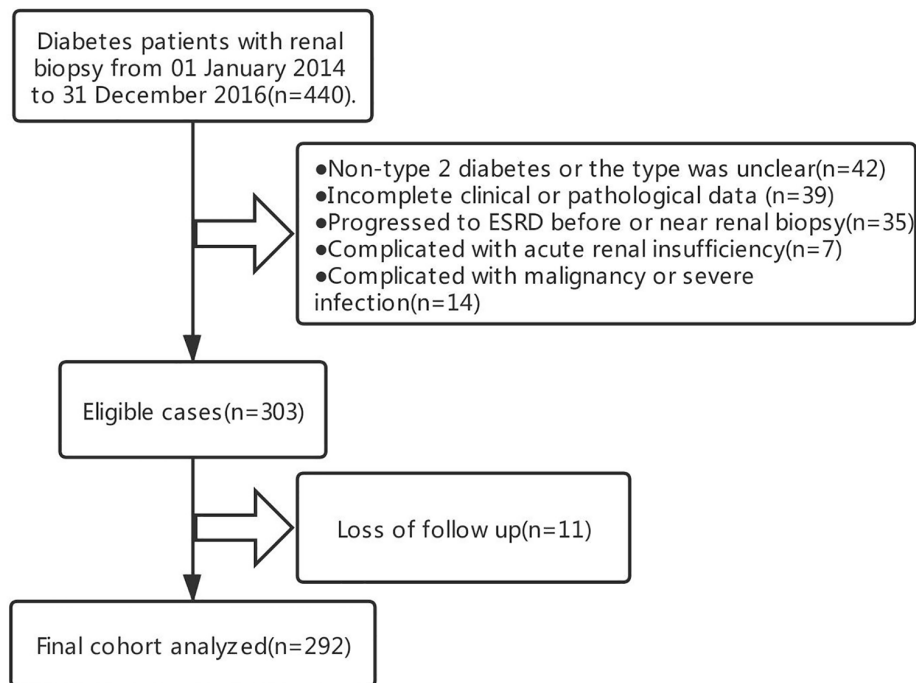 Diabetes patients with renal
biopsy from 01 January 2014
to 31 December 2016(n=440).
●Non-type 2 diabetes or the type was unclear(n=42)
●Incomplete clinical or pathological data (n=39)
●Progressed to ESRD before or near renal biopsy(n=35)
●Complicated with acute renal insufficiency(n=7)
●Complicated with malignancy or severe
infection(n=14)
Eligible cases(n=303)
Loss of follow up(n=11)
Final cohort analyzed(n=292)